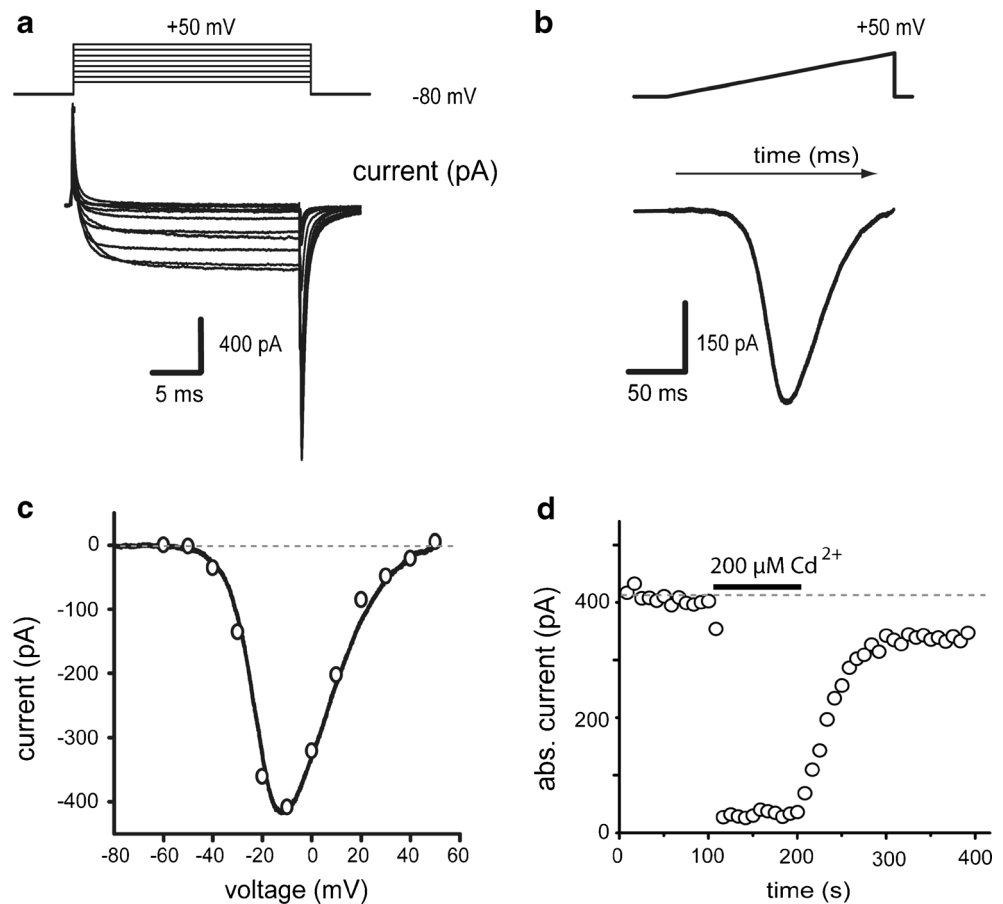 a
+50 mV
-80 mV
current (pA)
400 pA
5 ms
b
+50 mV
time (ms)
150 pA
50 ms
c
0
-100
-200
-300
-400
-80 -60 -40 -20 0 20 40 60
current (pA)
voltage (mV)
d
200 µM Cd²⁺
400
200
0
0 100 200 300 400
abs. current (pA)
time (s)